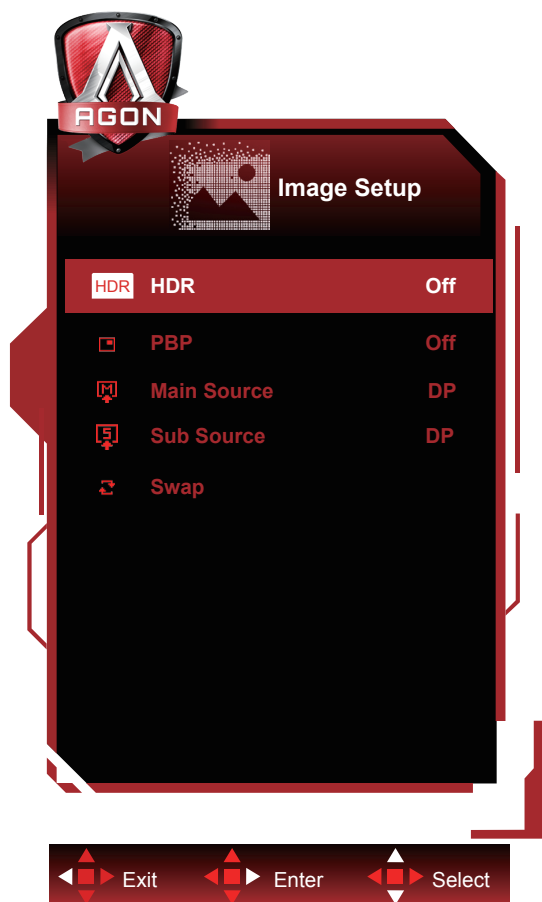 AGON
Image Setup
HDR HDR Off
PBP Off
M Main Source DP
S Sub Source DP
Swap
Exit Enter Select